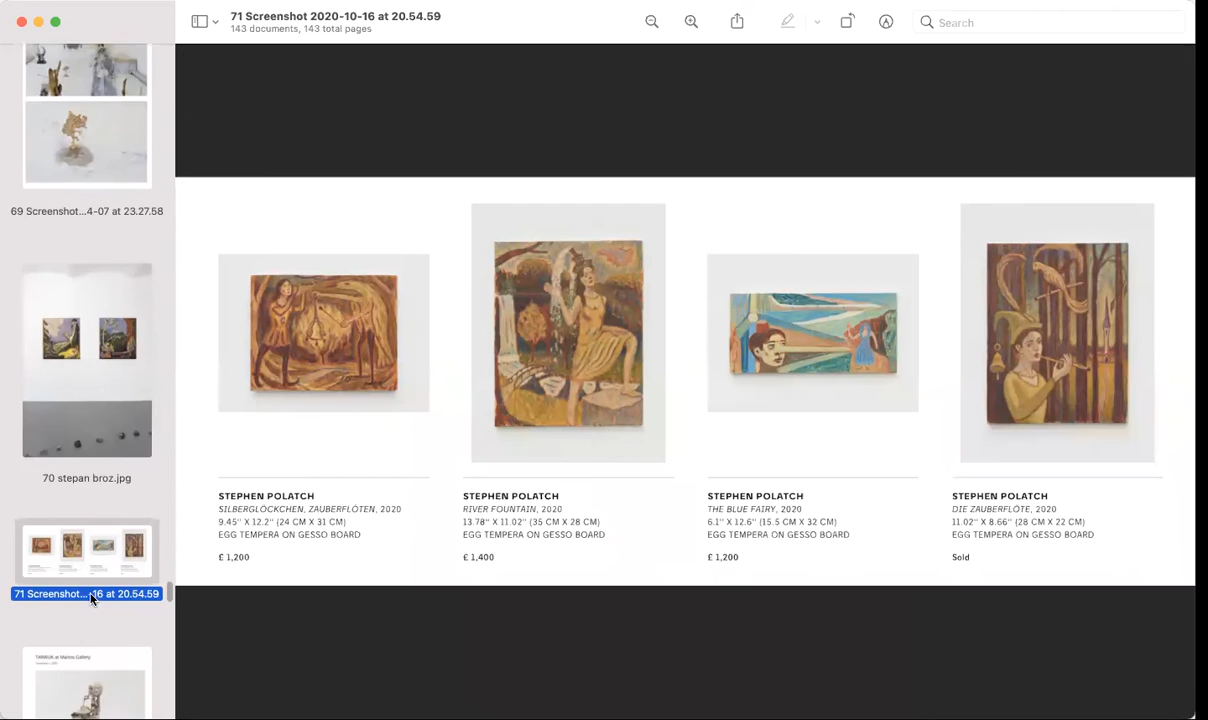 71 Screenshot 2020-10-16 at 20.54.59
143 documents, 143 total pages
Search
69 Screenshot...4-07 at 23.27.58
70 stepan broz.jpg
71 Screenshot...-16 at 20.54.59
TARWUK at Matros Gallery
STEPHEN POLATCH
SILBERGLÖCKCHEN, ZAUBERFLÖTEN, 2020
9.45" X 12.2" (24 CM X 31 CM)
EGG TEMPERA ON GESSO BOARD
£ 1,200
STEPHEN POLATCH
RIVER FOUNTAIN, 2020
13.78" X 11.02" (35 CM X 28 CM)
EGG TEMPERA ON GESSO BOARD
£ 1,400
STEPHEN POLATCH
THE BLUE FAIRY, 2020
6.1" X 12.6" (15.5 CM X 32 CM)
EGG TEMPERA ON GESSO BOARD
£ 1,200
STEPHEN POLATCH
DIE ZAUBERFLÖTE, 2020
11.02" X 8.66" (28 CM X 22 CM)
EGG TEMPERA ON GESSO BOARD
Sold